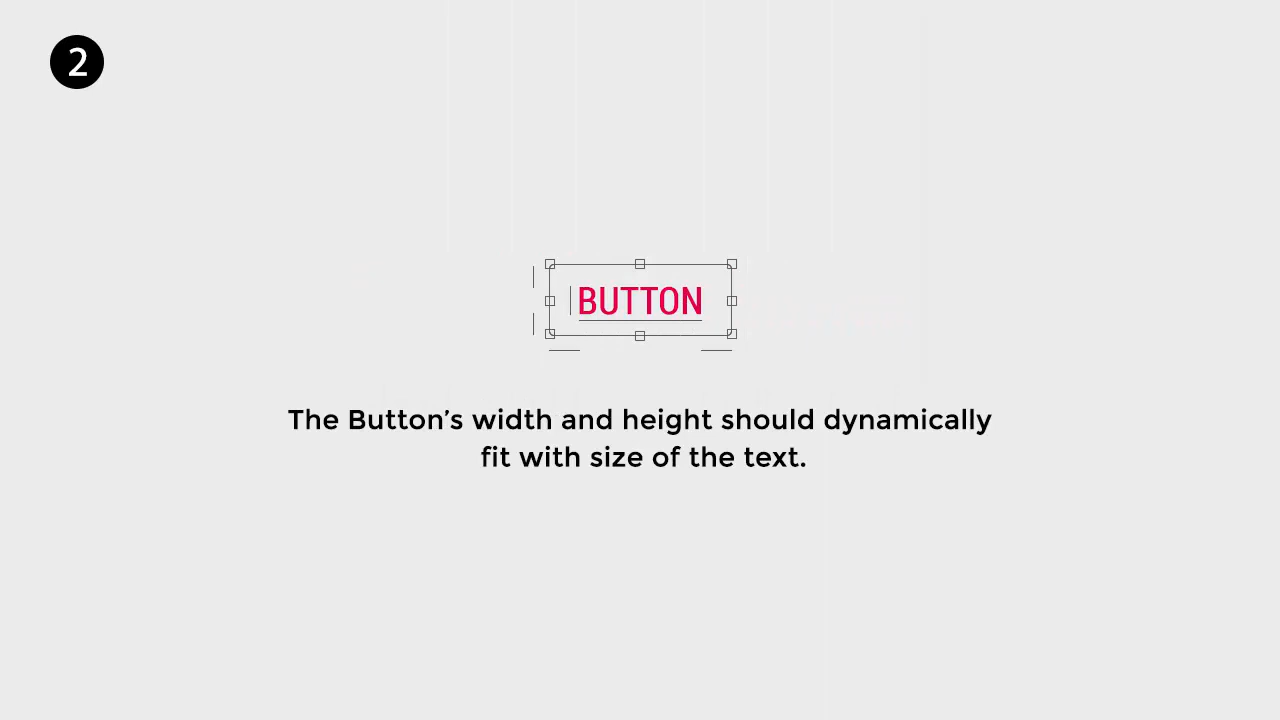 2
BUTTON
The Button’s width and height should dynamically
fit with size of the text.